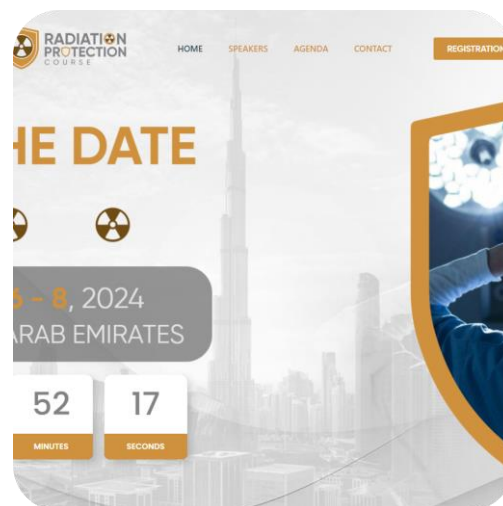 RADIATION
PROTECTION
COURSE
HOME SPEAKERS AGENDA CONTACT REGISTRATION
HE DATE
6 - 8, 2024
ARAB EMIRATES
52 17
MINUTES SECONDS